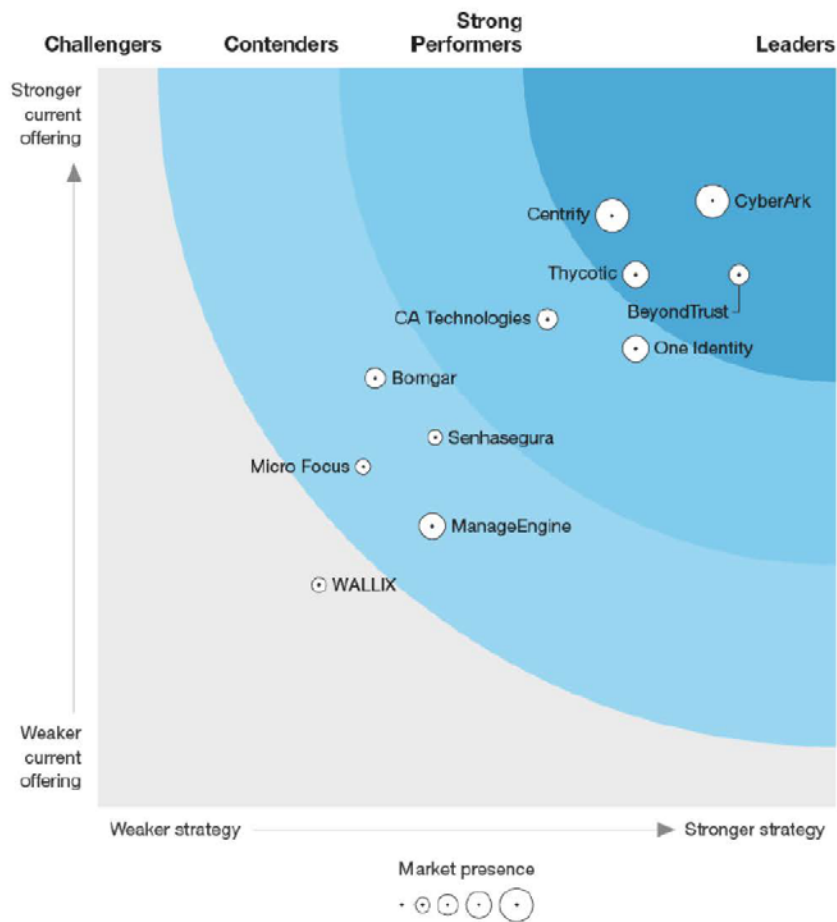 Challengers
Contenders
Strong
Performers
Leaders
Stronger
current
offering
CyberArk
Centrify
Thycotic
BeyondTrust
CA Technologies
One Identity
Bomgar
Senhasegura
Micro Focus
ManageEngine
WALLIX
Weaker
current
offering
Weaker strategy
Stronger strategy
Market presence